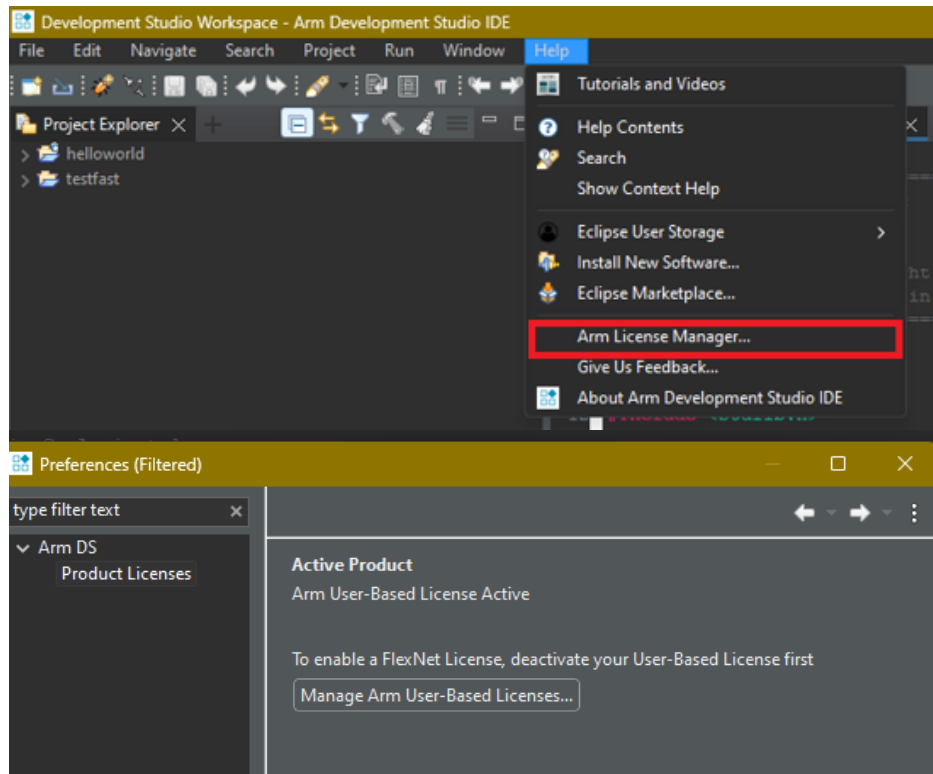 Development Studio Workspace - Arm Development Studio IDE
File Edit Navigate Search Project Run Window Help
Project Explorer
helloworld
testfast
Tutorials and Videos
Help Contents
Search
Show Context Help
Eclipse User Storage
Install New Software...
Eclipse Marketplace...
Arm License Manager...
Give Us Feedback...
About Arm Development Studio IDE
Preferences (Filtered)
type filter text
Arm DS
Product Licenses
Active Product
Arm User-Based License Active
To enable a FlexNet License, deactivate your User-Based License first
Manage Arm User-Based Licenses...